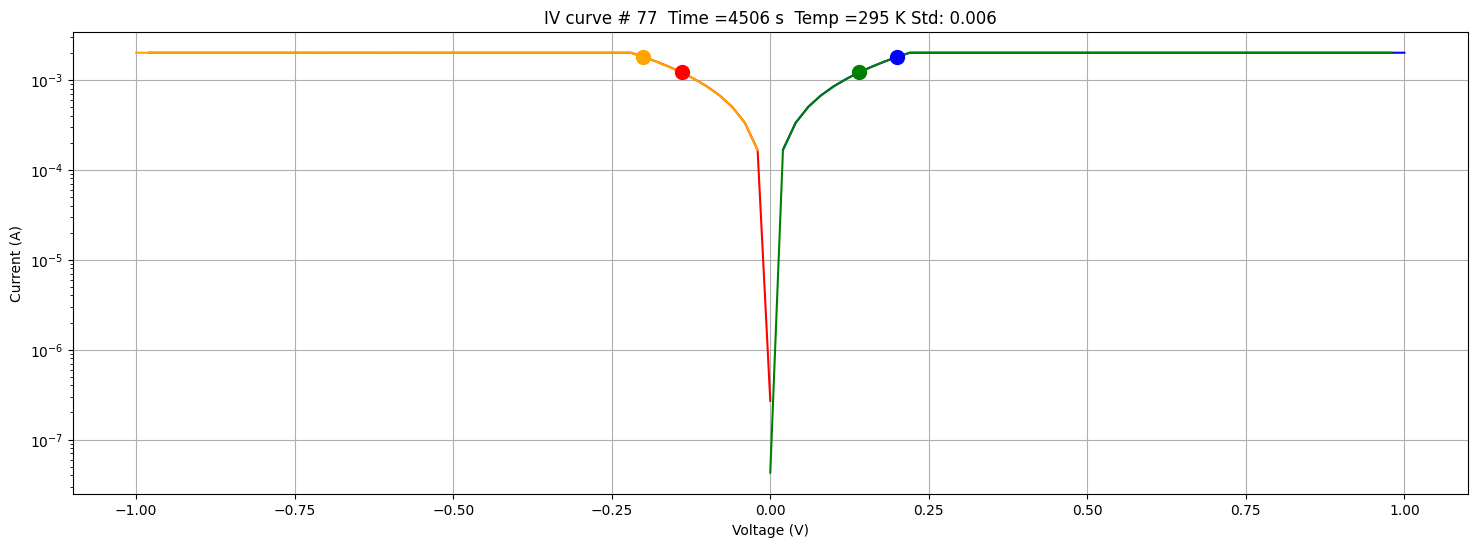 IV curve # 77  Time =4506 s  Temp =295 K Std: 0.006
Current (A)
10⁻³
10⁻⁴
10⁻⁵
10⁻⁶
10⁻⁷
−1.00 −0.75 −0.50 −0.25 0.00 0.25 0.50 0.75 1.00
Voltage (V)